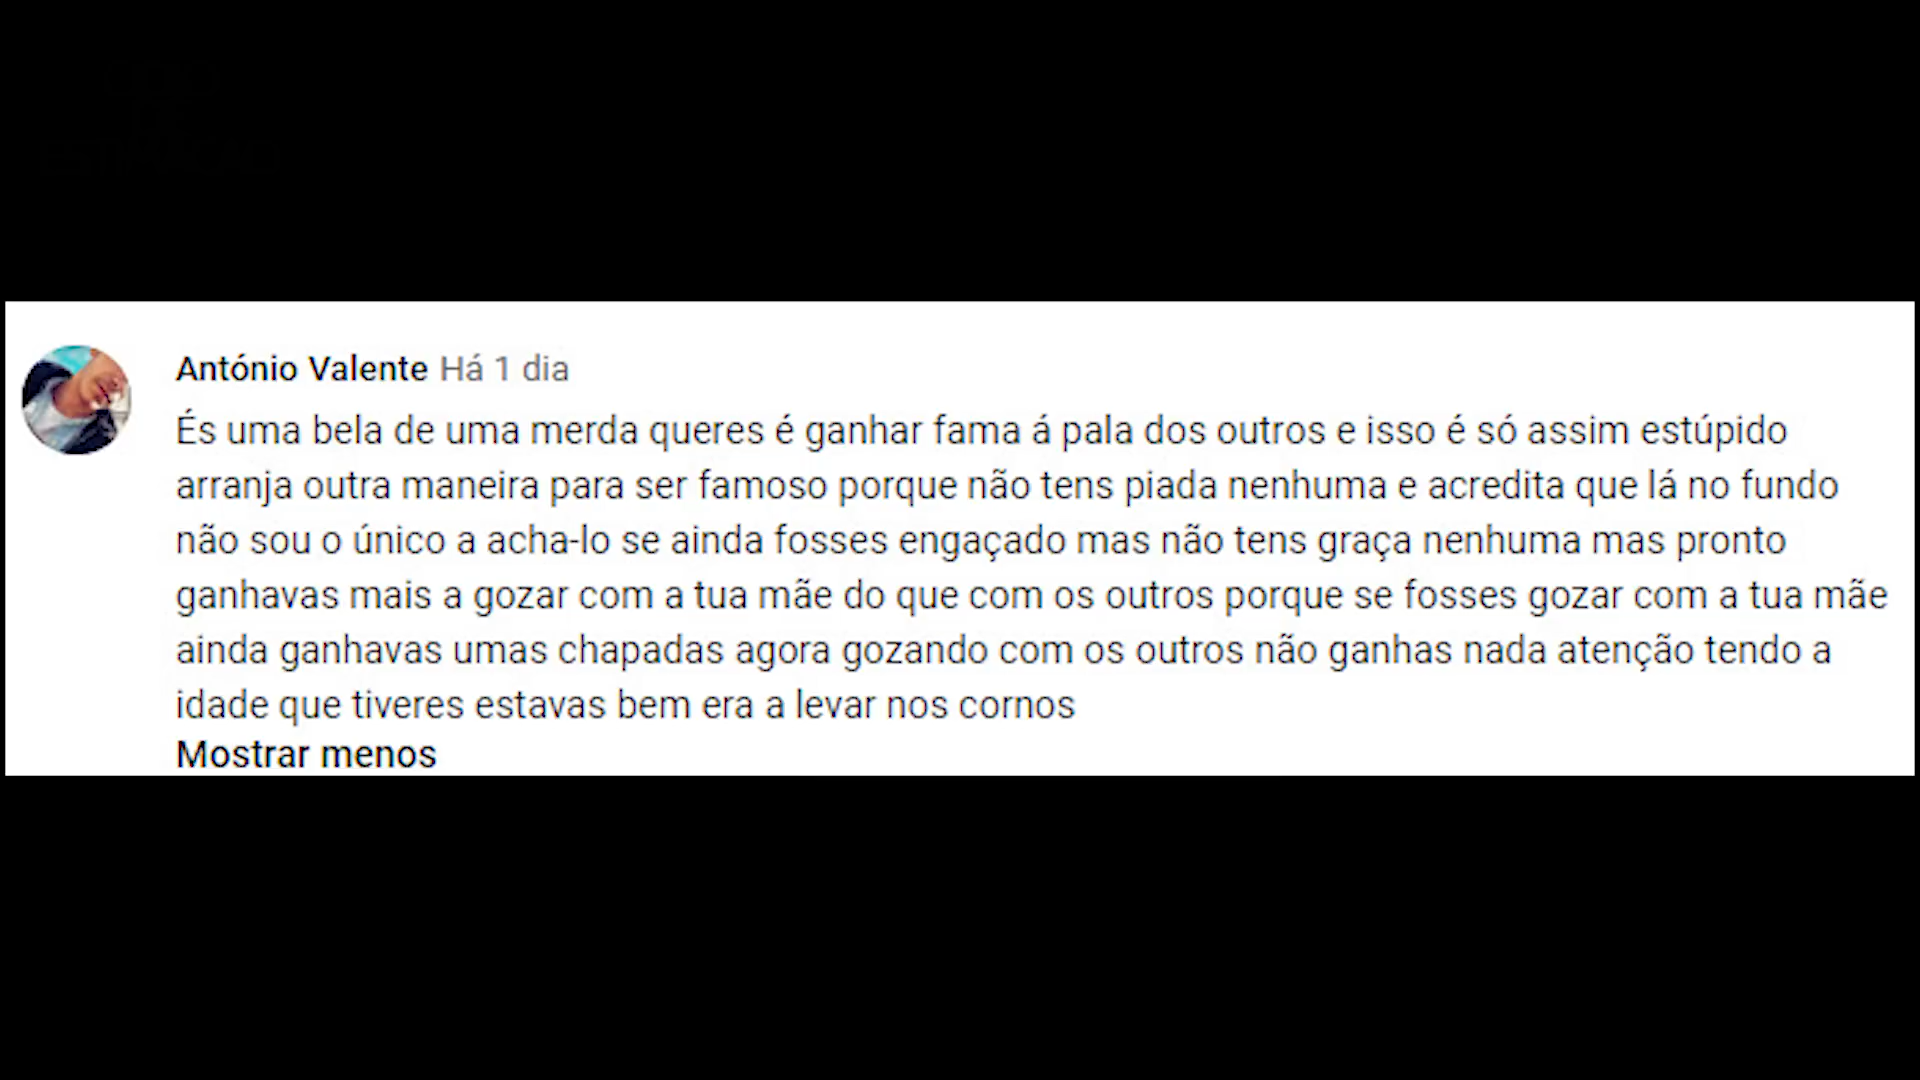 António Valente Há 1 dia
És uma bela de uma merda queres é ganhar fama á pala dos outros e isso é só assim estúpido
arranja outra maneira para ser famoso porque não tens piada nenhuma e acredita que lá no fundo
não sou o único a acha-lo se ainda fosses engaçado mas não tens graça nenhuma mas pronto
ganhavas mais a gozar com a tua mãe do que com os outros porque se fosses gozar com a tua mãe
ainda ganhavas umas chapadas agora gozando com os outros não ganhas nada atenção tendo a
idade que tiveres estavas bem era a levar nos cornos
Mostrar menos